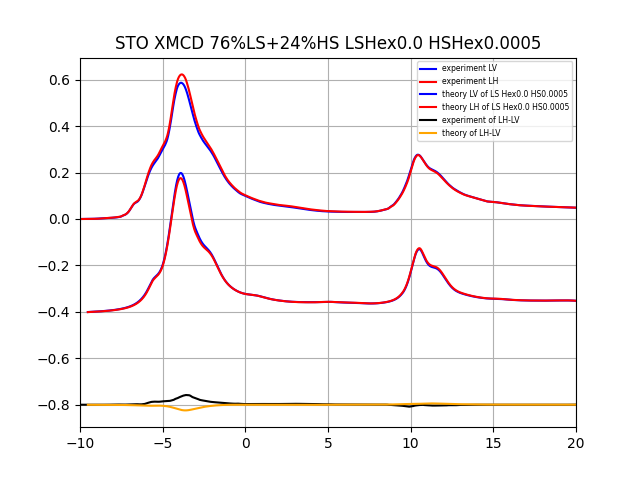 STO XMCD 76%LS+24%HS LSHex0.0 HSHex0.0005
experiment LV
experiment LH
theory LV of LS Hex0.0 HS0.0005
theory LH of LS Hex0.0 HS0.0005
experiment of LH-LV
theory of LH-LV
0.6
0.4
0.2
0.0
−0.2
−0.4
−0.6
−0.8
−10 −5 0 5 10 15 20